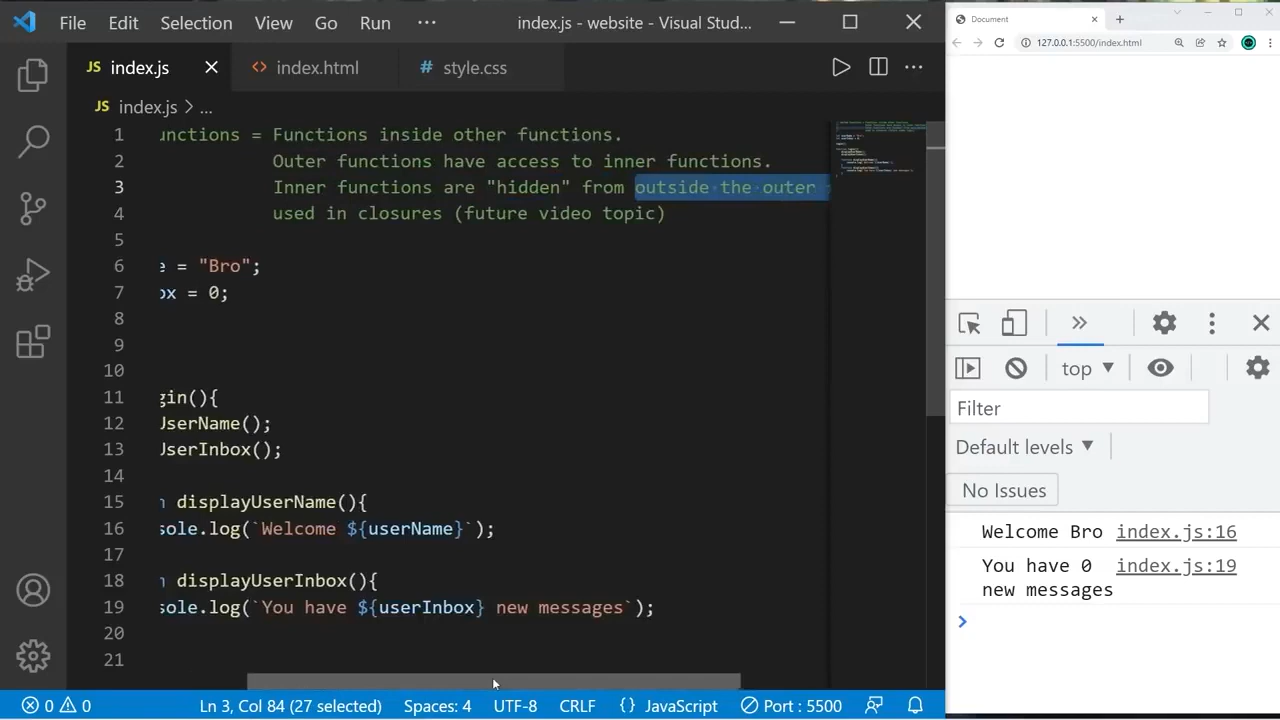 File Edit Selection View Go Run ··· index.js - website - Visual Stud...
Document
127.0.0.1:5500/index.html
JS index.js index.html # style.css
JS index.js > ...
1 unctions = Functions inside other functions.
2 Outer functions have access to inner functions.
3 Inner functions are "hidden" from outside the outer
4 used in closures (future video topic)
5
6 e = "Bro";
7 ox = 0;
8
9
10
11 gin(){
12 UserName();
13 UserInbox();
14
15 n displayUserName(){
16 sole.log(`Welcome ${userName}`);
17
18 n displayUserInbox(){
19 sole.log(`You have ${userInbox} new messages`);
20
21
top
Filter
Default levels
No Issues
Welcome Bro index.js:16
You have 0 index.js:19
new messages
0 0 Ln 3, Col 84 (27 selected) Spaces: 4 UTF-8 CRLF {} JavaScript Port : 5500